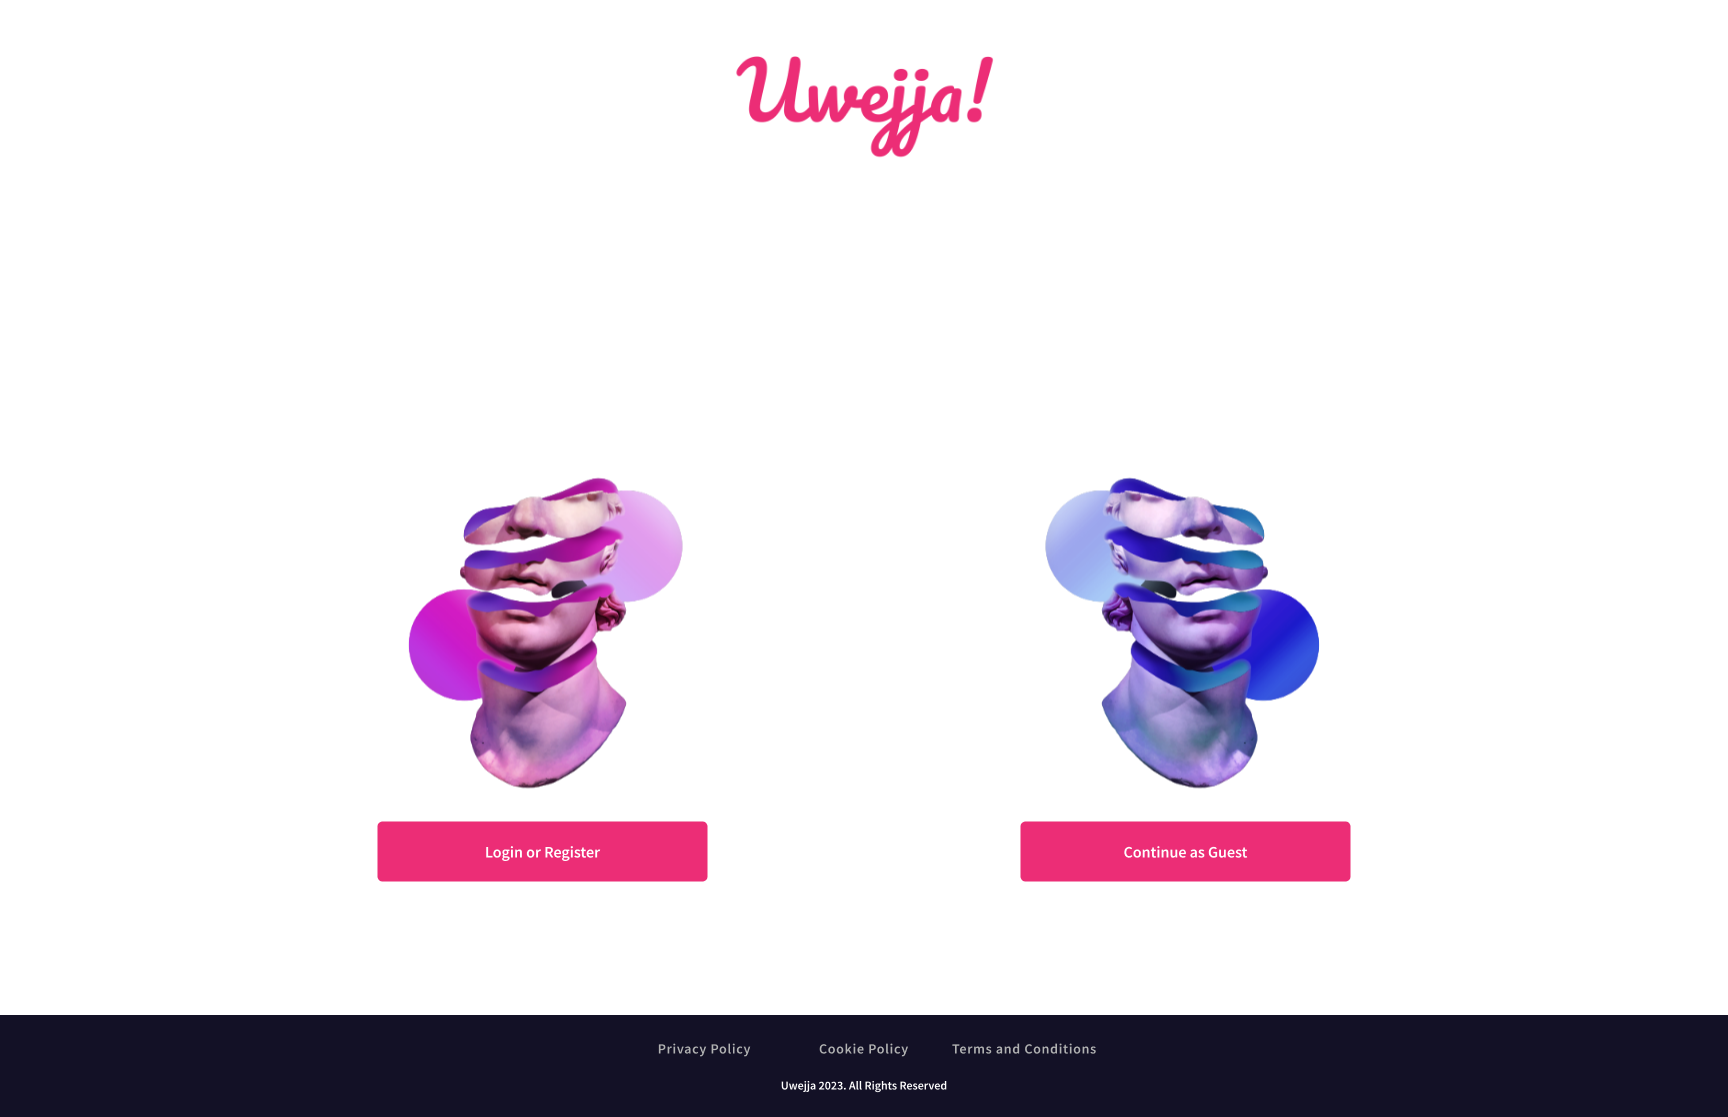 Uwejja!
Login or Register
Continue as Guest
Privacy Policy
Cookie Policy
Terms and Conditions
Uwejja 2023. All Rights Reserved